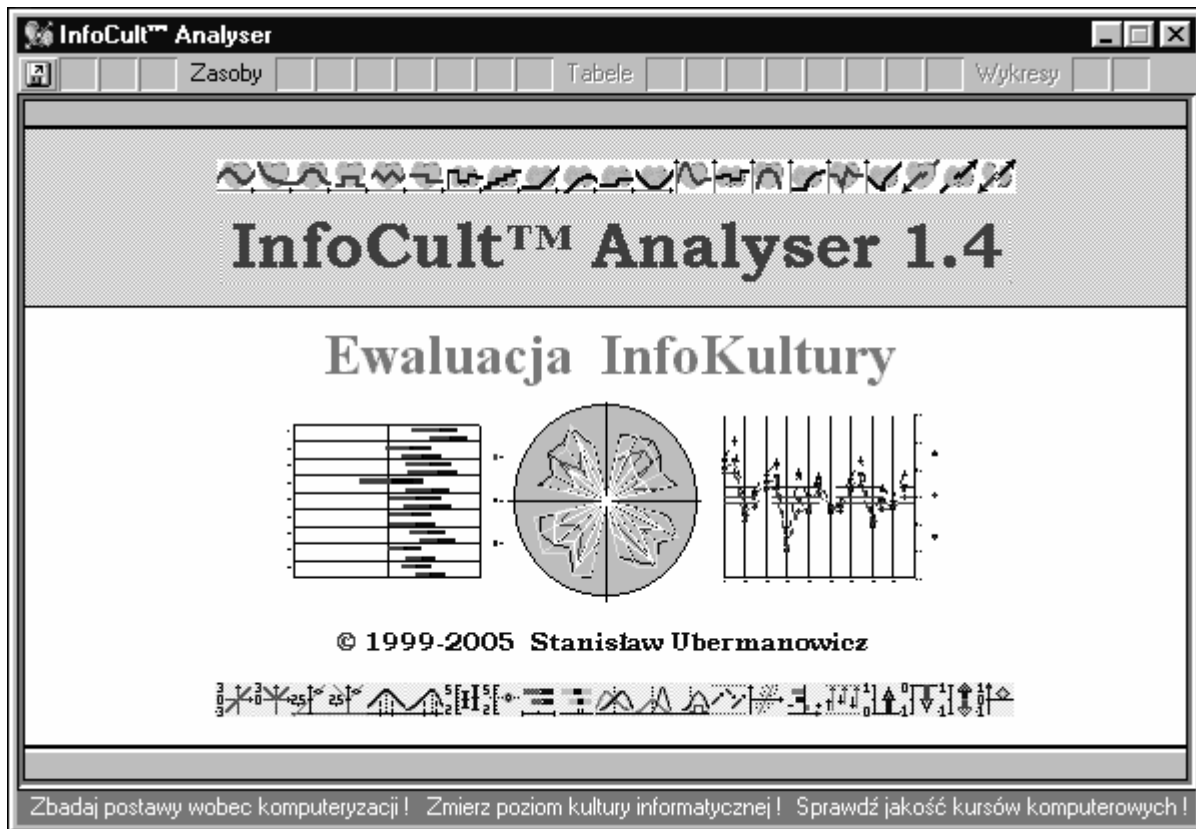 InfoCult™ Analyser
Zasoby Tabele Wykresy
InfoCult™ Analyser 1.4
Ewaluacja InfoKultury
© 1999-2005 Stanisław Ubermanowicz
Zbadaj postawy wobec komputeryzacji ! Zmierz poziom kultury informatycznej ! Sprawdź jakość kursów komputerowych !